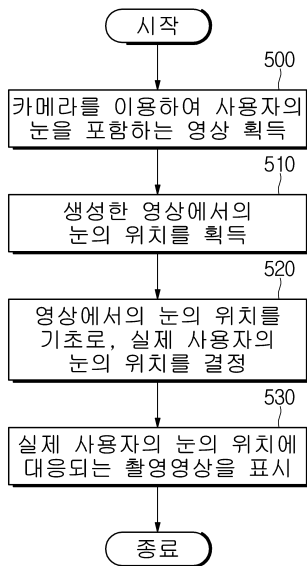 시작
500
카메라를 이용하여 사용자의
눈을 포함하는 영상 획득
510
생성한 영상에서의
눈의 위치를 획득
520
영상에서의 눈의 위치를
기초로, 실제 사용자의
눈의 위치를 결정
530
실제 사용자의 눈의 위치에
대응되는 촬영영상을 표시
종료